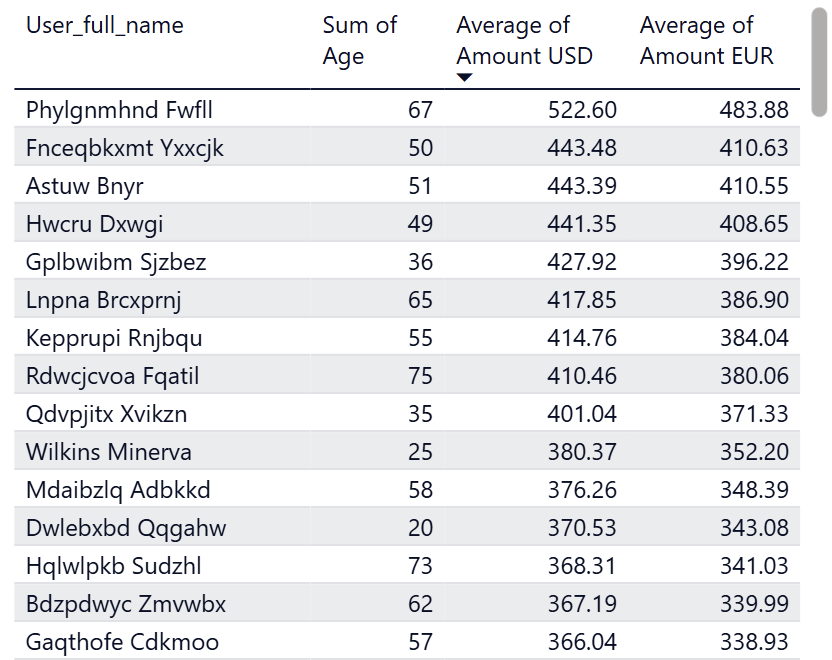 User_full_name Sum of Age Average of Amount USD Average of Amount EUR
Phylgnmhnd Fwfll 67 522.60 483.88
Fnceqbkxmt Yxxcjk 50 443.48 410.63
Astuw Bnyr 51 443.39 410.55
Hwcru Dxwgi 49 441.35 408.65
Gplbwibm Sjzbez 36 427.92 396.22
Lnpna Brcxprnj 65 417.85 386.90
Kepprupi Rnjbqu 55 414.76 384.04
Rdwcjcvoa Fqatil 75 410.46 380.06
Qdvpjitx Xvikzn 35 401.04 371.33
Wilkins Minerva 25 380.37 352.20
Mdaibzlq Adbkkd 58 376.26 348.39
Dwlebxbd Qqgahw 20 370.53 343.08
Hqlwlpkb Sudzhl 73 368.31 341.03
Bdzpdwyc Zmvwbx 62 367.19 339.99
Gaqthofe Cdkmoo 57 366.04 338.93